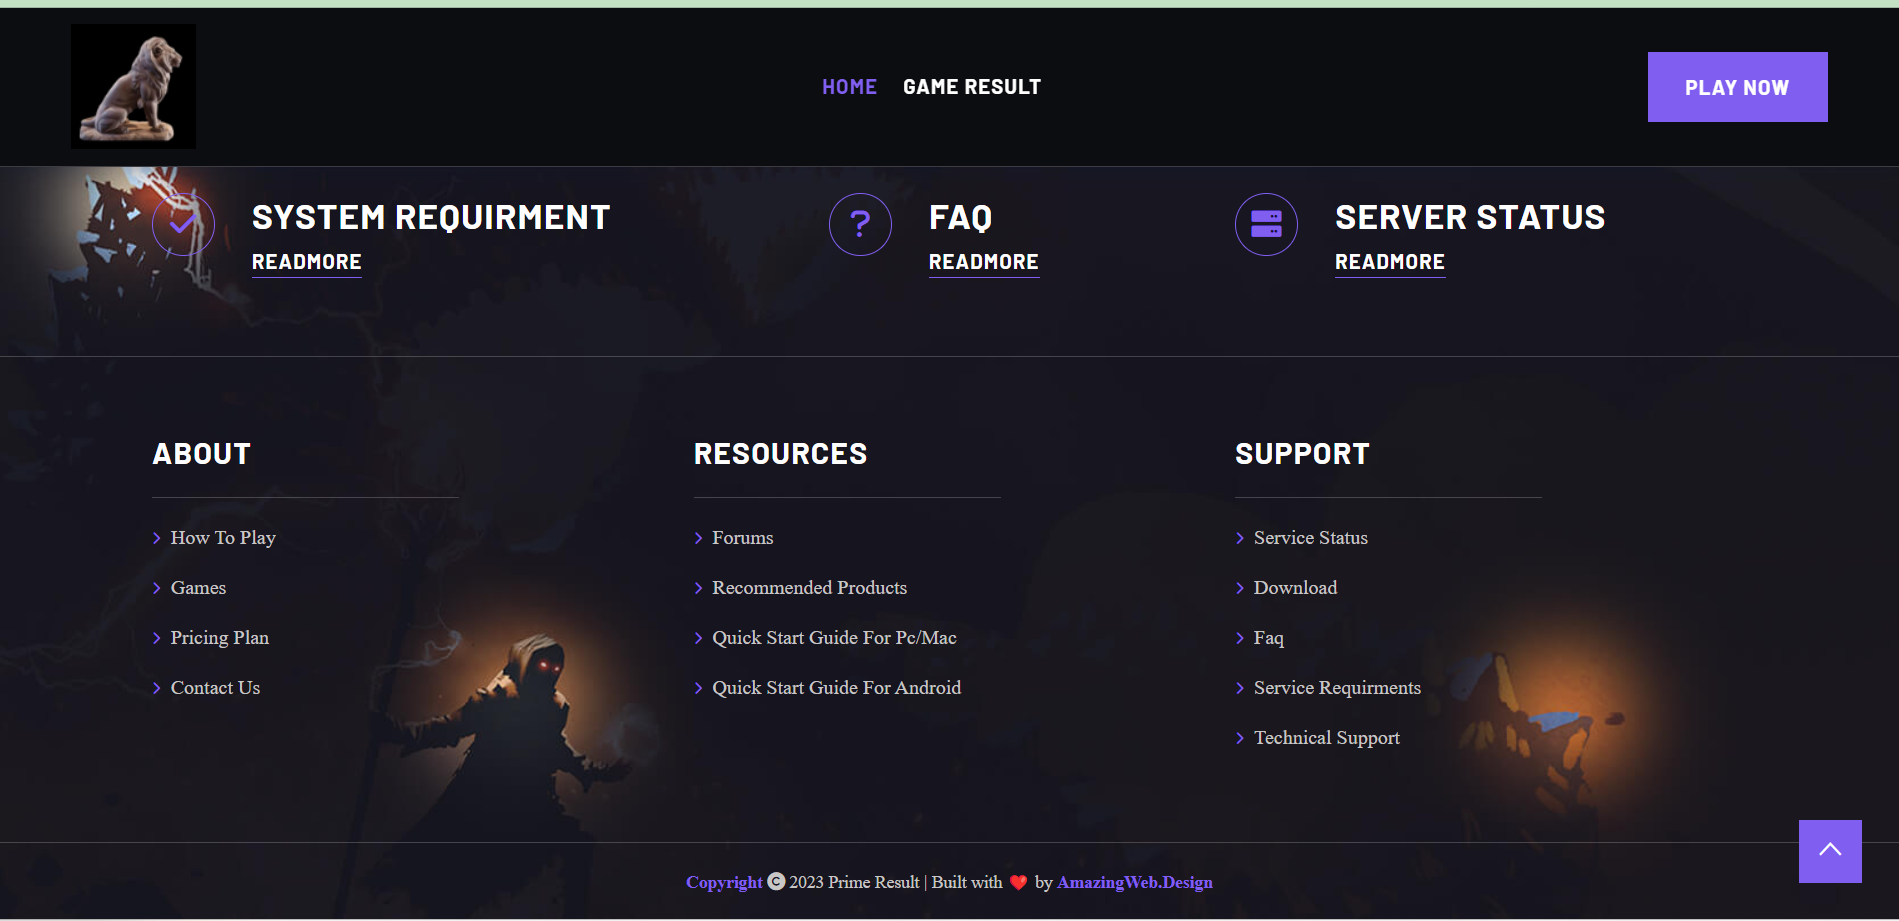 HOME GAME RESULT
PLAY NOW
SYSTEM REQUIRMENT
READMORE
FAQ
READMORE
SERVER STATUS
READMORE
ABOUT
How To Play
Games
Pricing Plan
Contact Us
RESOURCES
Forums
Recommended Products
Quick Start Guide For Pc/Mac
Quick Start Guide For Android
SUPPORT
Service Status
Download
Faq
Service Requirments
Technical Support
Copyright © 2023 Prime Result | Built with ❤️ by AmazingWeb.Design